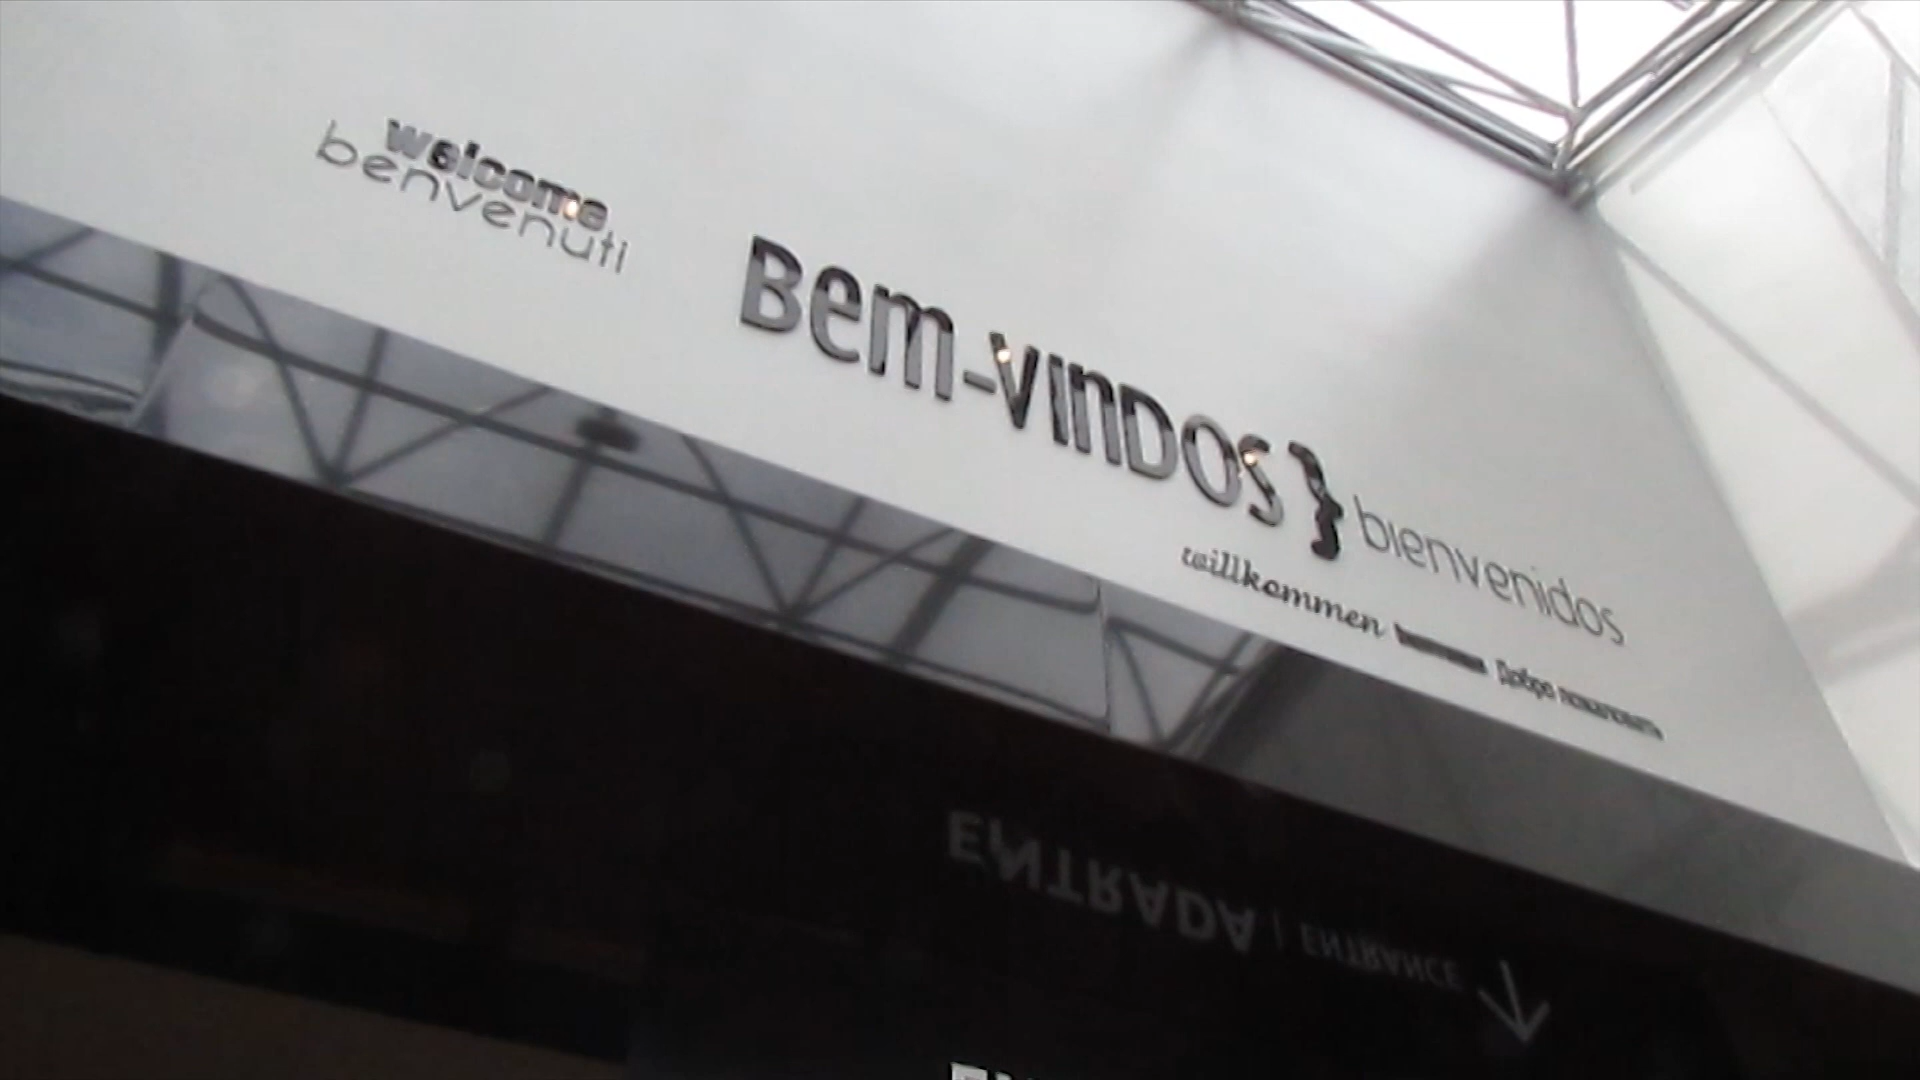 welcome
benvenuti
Bem-vindos } bienvenidos
willkommen
Добро пожаловать
ENTRADA | ENTRANCE